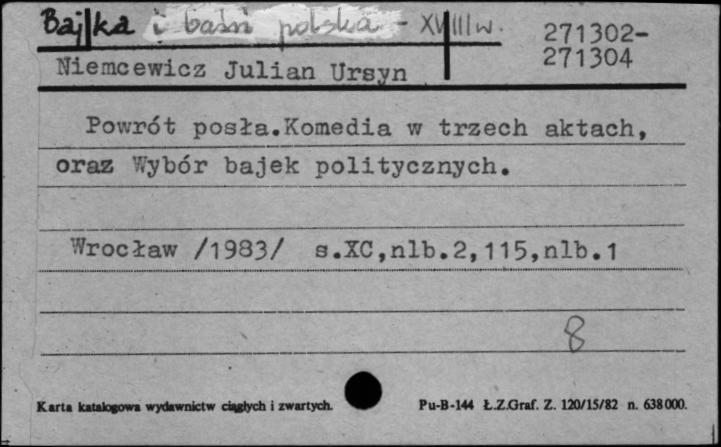 Bajka i baśń polska - XVIII w.
271302-
271304
Niemcewicz Julian Ursyn
Powrót posła.Komedia w trzech aktach,
oraz Wybór bajek politycznych.
Wrocław /1983/ s.XC,nlb.2,115,nlb.1
8
Karta katalogowa wydawnictw ciągłych i zwartych.
Pu-B-144 Ł.Z.Graf. Z. 120/15/82 n. 638000.